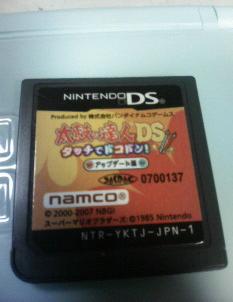 NINTENDO DS
Produced by 株式会社バンダイナムコゲームス
太鼓の達人DS
タッチでドコドン!
アップデート版
0700137
namco
© 2000-2007 NBGI
スーパーマリオブラザーズ:©1985 Nintendo
NTR-YKTJ-JPN-1